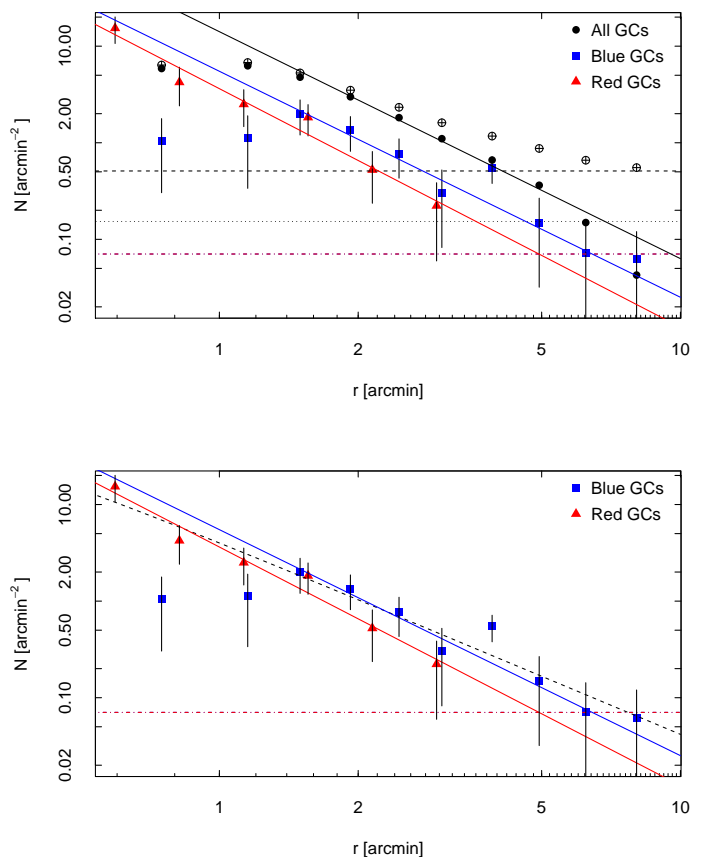 All GCs
Blue GCs
Red GCs
N [arcmin⁻²]
10.00
2.00
0.50
0.10
0.02
1
2
5
10
r [arcmin]
Blue GCs
Red GCs
N [arcmin⁻²]
10.00
2.00
0.50
0.10
0.02
1
2
5
10
r [arcmin]